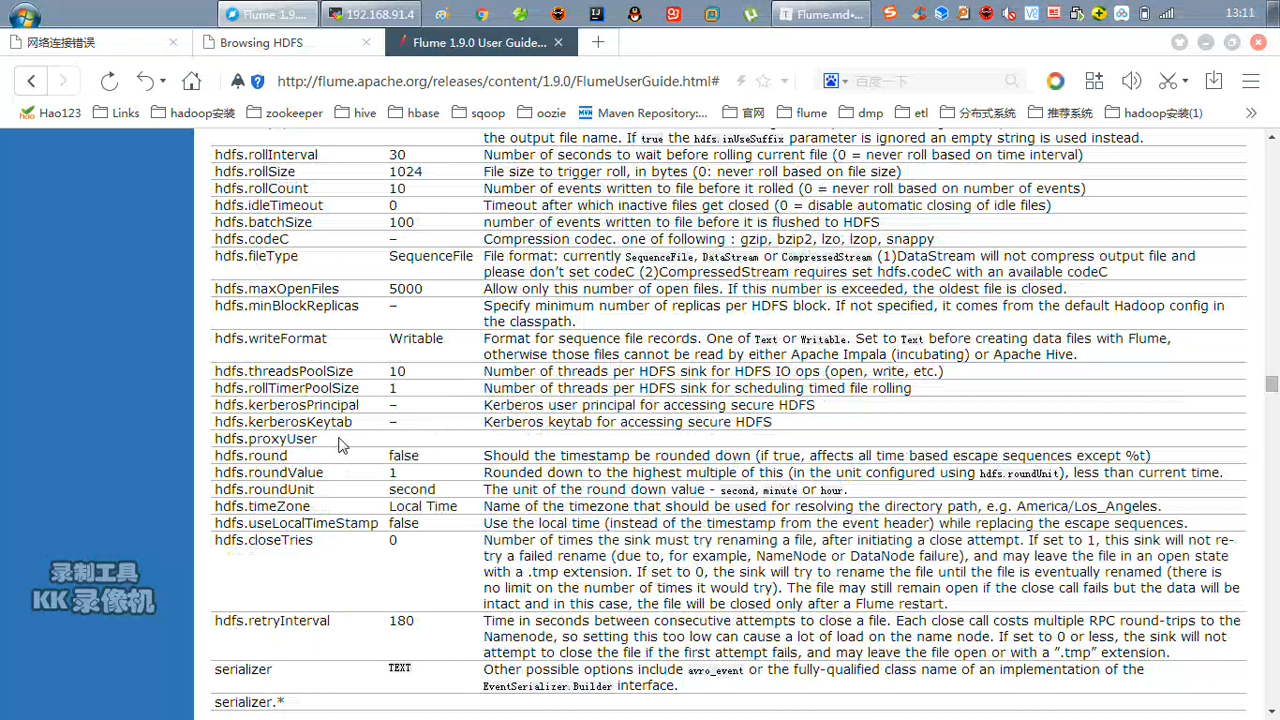 Flume 1.9....
192.168.91.4
Flume.md•...
13:11
网络连接错误
Browsing HDFS
Flume 1.9.0 User Guide...
http://flume.apache.org/releases/content/1.9.0/FlumeUserGuide.html#
百度一下
Hao123 Links hadoop安装 zookeeper hive hbase sqoop oozie Maven Repository:... 官网 flume dmp etl 分布式系统 推荐系统 hadoop安装(1)
the output file name. If true the hdfs.inUseSuffix parameter is ignored an empty string is used instead.
hdfs.rollInterval 30 Number of seconds to wait before rolling current file (0 = never roll based on time interval)
hdfs.rollSize 1024 File size to trigger roll, in bytes (0: never roll based on file size)
hdfs.rollCount 10 Number of events written to file before it rolled (0 = never roll based on number of events)
hdfs.idleTimeout 0 Timeout after which inactive files get closed (0 = disable automatic closing of idle files)
hdfs.batchSize 100 number of events written to file before it is flushed to HDFS
hdfs.codeC – Compression codec. one of following : gzip, bzip2, lzo, lzop, snappy
hdfs.fileType SequenceFile File format: currently SequenceFile, DataStream or CompressedStream (1)DataStream will not compress output file and
please don't set codeC (2)CompressedStream requires set hdfs.codeC with an available codeC
hdfs.maxOpenFiles 5000 Allow only this number of open files. If this number is exceeded, the oldest file is closed.
hdfs.minBlockReplicas – Specify minimum number of replicas per HDFS block. If not specified, it comes from the default Hadoop config in
the classpath.
hdfs.writeFormat Writable Format for sequence file records. One of Text or Writable. Set to Text before creating data files with Flume,
otherwise those files cannot be read by either Apache Impala (incubating) or Apache Hive.
hdfs.threadsPoolSize 10 Number of threads per HDFS sink for HDFS IO ops (open, write, etc.)
hdfs.rollTimerPoolSize 1 Number of threads per HDFS sink for scheduling timed file rolling
hdfs.kerberosPrincipal – Kerberos user principal for accessing secure HDFS
hdfs.kerberosKeytab – Kerberos keytab for accessing secure HDFS
hdfs.proxyUser
hdfs.round false Should the timestamp be rounded down (if true, affects all time based escape sequences except %t)
hdfs.roundValue 1 Rounded down to the highest multiple of this (in the unit configured using hdfs.roundUnit), less than current time.
hdfs.roundUnit second The unit of the round down value - second, minute or hour.
hdfs.timeZone Local Time Name of the timezone that should be used for resolving the directory path, e.g. America/Los_Angeles.
hdfs.useLocalTimeStamp false Use the local time (instead of the timestamp from the event header) while replacing the escape sequences.
hdfs.closeTries 0 Number of times the sink must try renaming a file, after initiating a close attempt. If set to 1, this sink will not re-
try a failed rename (due to, for example, NameNode or DataNode failure), and may leave the file in an open state
with a .tmp extension. If set to 0, the sink will try to rename the file until the file is eventually renamed (there is
no limit on the number of times it would try). The file may still remain open if the close call fails but the data will be
intact and in this case, the file will be closed only after a Flume restart.
hdfs.retryInterval 180 Time in seconds between consecutive attempts to close a file. Each close call costs multiple RPC round-trips to the
Namenode, so setting this too low can cause a lot of load on the name node. If set to 0 or less, the sink will not
attempt to close the file if the first attempt fails, and may leave the file open or with a ".tmp" extension.
serializer TEXT Other possible options include avro_event or the fully-qualified class name of an implementation of the
EventSerializer.Builder interface.
serializer.*
录制工具
KK 录像机